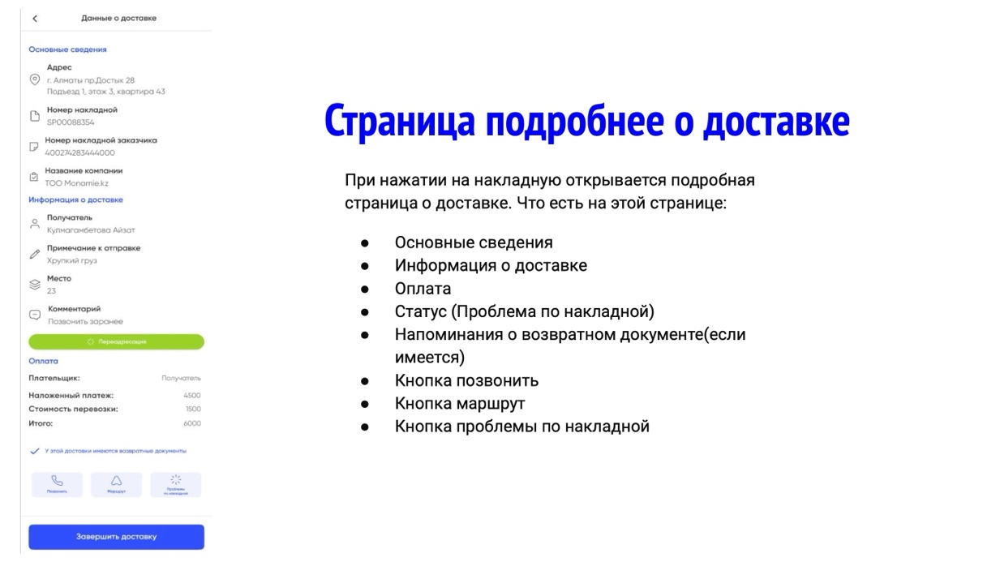 Данные о доставке
Основные сведения
Адрес
г. Алматы пр.Достык 28
Подъезд 1, этаж 3, квартира 43
Номер накладной
SP00088354
Номер накладной заказчика
400274283444000
Название компании
ТОО Monamie.kz
Информация о доставке
Получатель
Кулмагамбетова Айзат
Примечание к отправке
Хрупкий груз
Место
23
Комментарий
Позвонить заранее
Переадресация
Оплата
Плательщик: Получатель
Наложенный платеж: 4500
Стоимость перевозки: 1500
Итого: 6000
У этой доставки имеются возвратные документы
Позвонить
Маршрут
Проблемы
по накладной
Завершить доставку
Страница подробнее о доставке
При нажатии на накладную открывается подробная
страница о доставке. Что есть на этой странице:
● Основные сведения
● Информация о доставке
● Оплата
● Статус (Проблема по накладной)
● Напоминания о возвратном документе(если
имеется)
● Кнопка позвонить
● Кнопка маршрут
● Кнопка проблемы по накладной